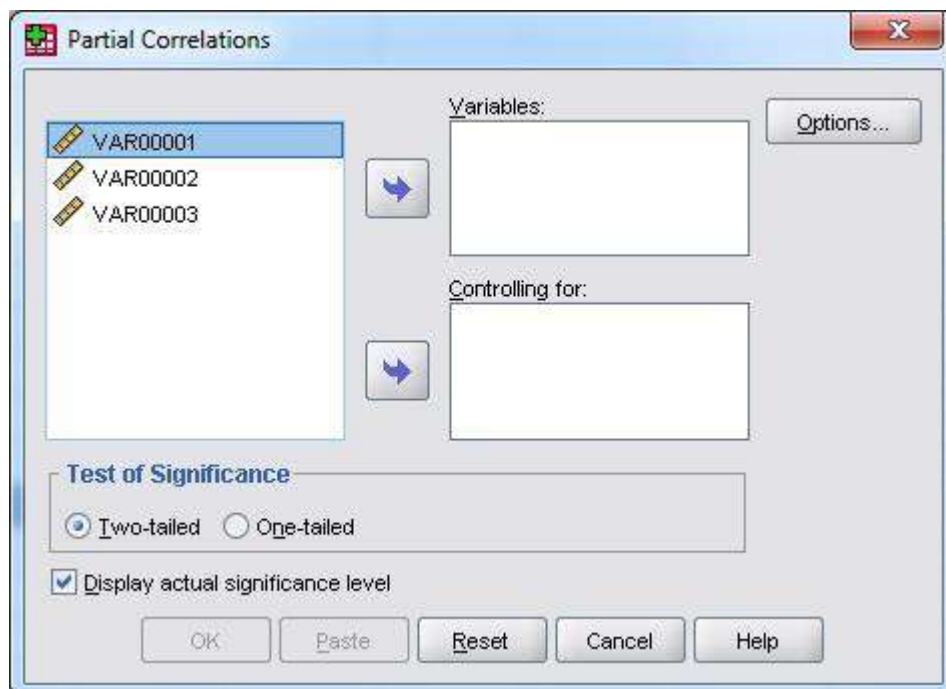 Partial Correlations
VAR00001
VAR00002
VAR00003
Variables:
Options...
Controlling for:
Test of Significance
Two-tailed
One-tailed
Display actual significance level
OK
Paste
Reset
Cancel
Help